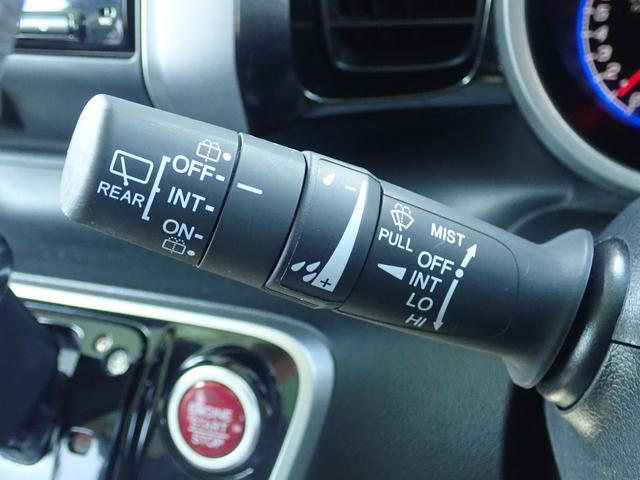 REAR
OFF
INT
ON
-
+
PULL
MIST
OFF
INT
LO
HI
ENGINE
START
STOP